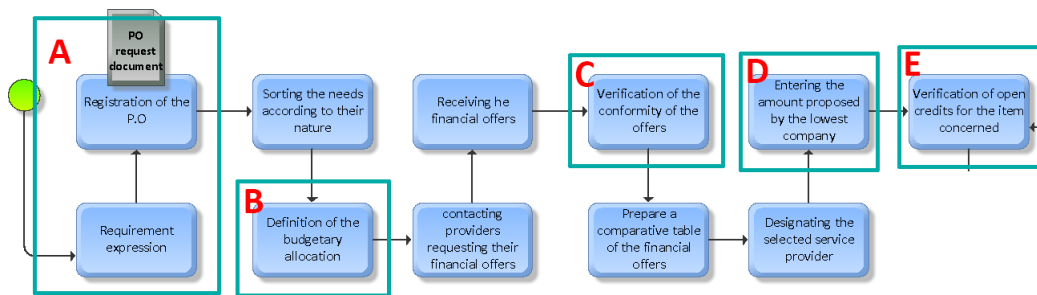 A
PO
request
document
Registration of the
P.O
Requirement
expression
Sorting the needs
according to their
nature
B
Definition of the
budgetary
allocation
Receiving he
financial offers
contacting
providers
requesting their
financial offers
C
Verification of the
conformity of the
offers
Prepare a
comparative table
of the financial
offers
D
Entering the
amount proposed
by the lowest
company
Designating the
selected service
provider
E
Verification of open
credits for the item
concerned